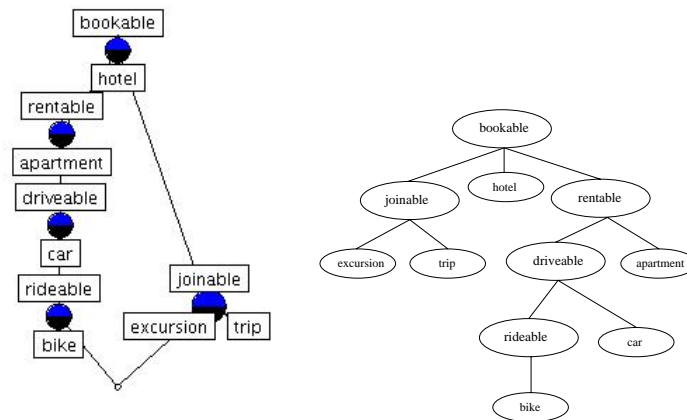 bookable
hotel
rentable
apartment
driveable
car
rideable
bike
joinable
excursion trip
bookable
hotel
joinable rentable
excursion trip driveable apartment
rideable car
bike